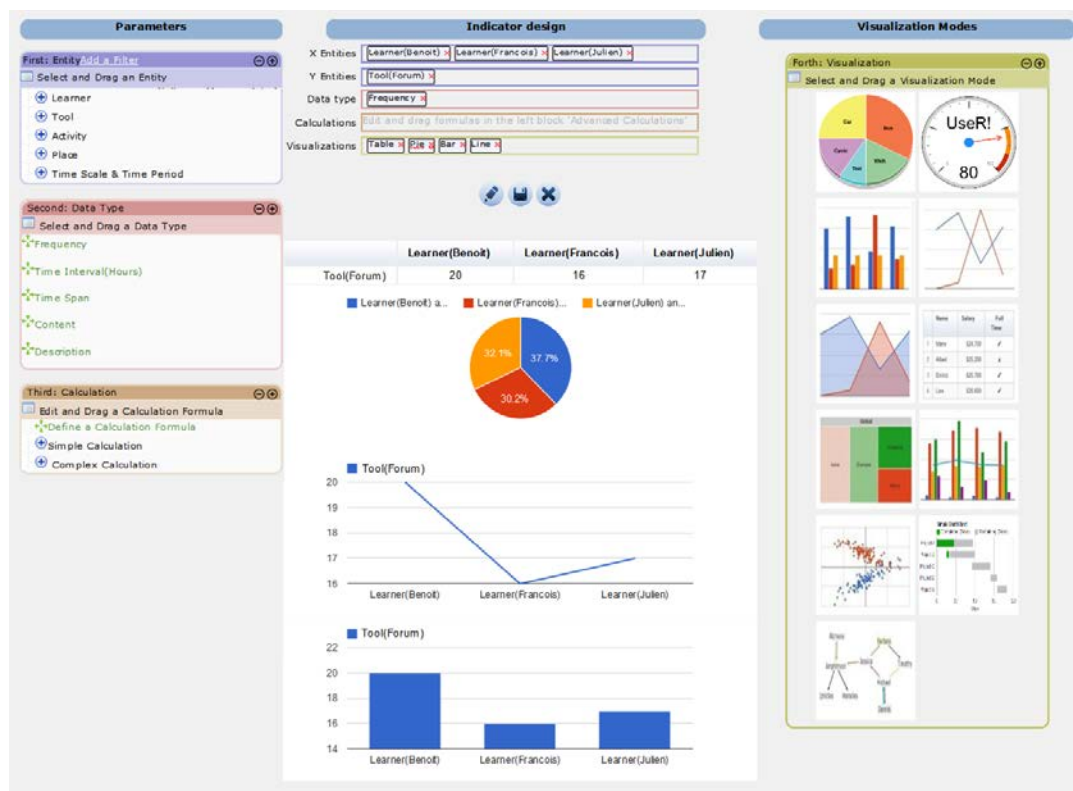 Parameters
First: Entity Add a Filter
Select and Drag an Entity
Learner
Tool
Activity
Place
Time Scale & Time Period
Second: Data Type
Select and Drag a Data Type
Frequency
Time Interval(Hours)
Time Span
Content
Description
Third: Calculation
Edit and Drag a Calculation Formula
Define a Calculation Formula
Simple Calculation
Complex Calculation
Indicator design
X Entities Learner(Benoit) x Learner(Francois) x Learner(Julien) x
Y Entities Tool(Forum) x
Data type Frequency x
Calculations Edit and drag formulas in the left block 'Advanced Calculations'
Visualizations Table x Pie x Bar x Line x
Learner(Benoit) Learner(Francois) Learner(Julien)
Tool(Forum) 20 16 17
Learner(Benoit) a... Learner(Francois)... Learner(Julien) an...
32.1% 37.7%
30.2%
Tool(Forum)
20
19
18
17
16
Learner(Benoit) Learner(Francois) Learner(Julien)
Tool(Forum)
22
20
18
16
14
Learner(Benoit) Learner(Francois) Learner(Julien)
Visualization Modes
Forth: Visualization
Select and Drag a Visualization Mode
UseR!
80
Name Salary Full
Time